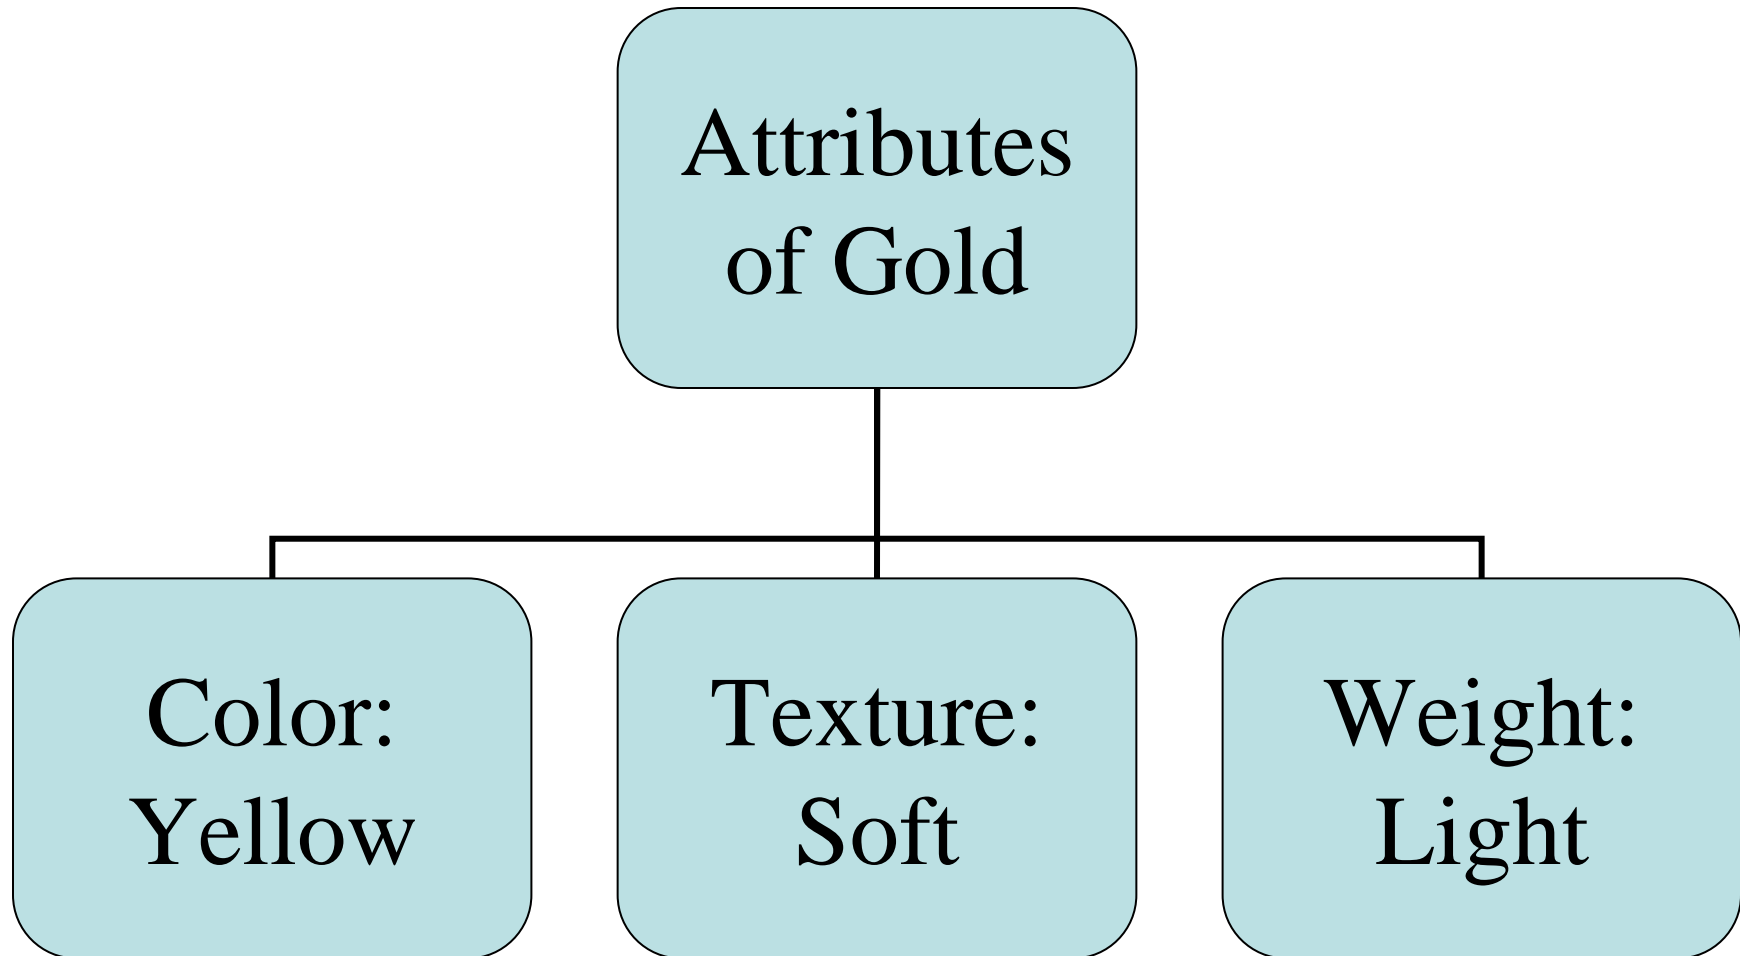 Attributes
of Gold
Color:
Yellow
Texture:
Soft
Weight:
Light